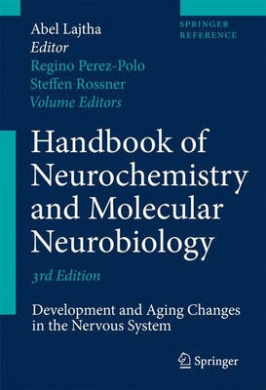 Abel Lajtha
Editor
Regino Perez-Polo
Steffen Rossner
Volume Editors
SPRINGER
REFERENCE
Handbook of
Neurochemistry
and Molecular
Neurobiology
3rd Edition
Development and Aging Changes
in the Nervous System
Springer